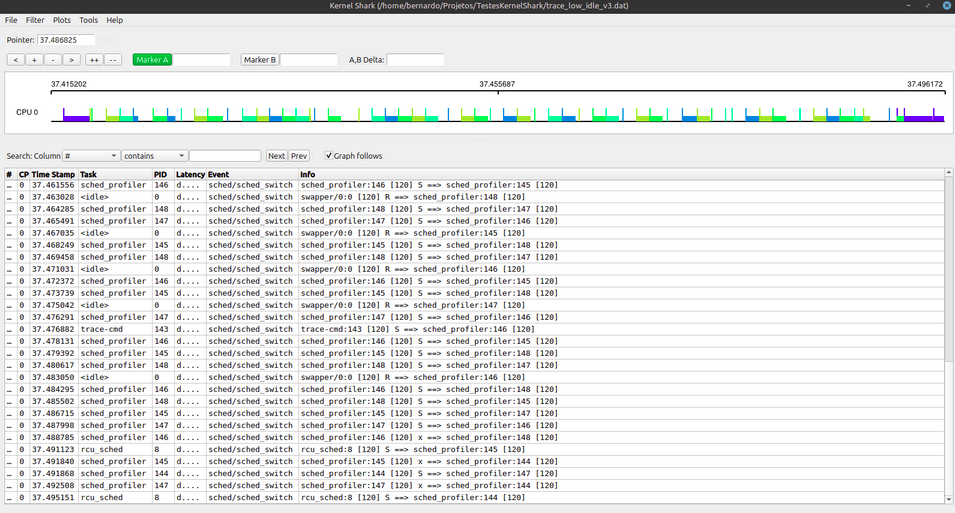 Kernel Shark (/home/bernardo/Projetos/TestesKernelShark/trace_low_idle_v3.dat)
File Filter Plots Tools Help
Pointer: 37.486825
< + - > ++ -- Marker A Marker B A,B Delta:
37.415202 37.455687 37.496172
CPU 0
Search: Column # contains Next Prev Graph follows
# CP Time Stamp Task PID Latency Event Info
... 0 37.461556 sched_profiler 146 d.... sched/sched_switch sched_profiler:146 [120] S ==> sched_profiler:145 [120]
... 0 37.463028 <idle> 0 d.... sched/sched_switch swapper/0:0 [120] R ==> sched_profiler:148 [120]
... 0 37.464285 sched_profiler 148 d.... sched/sched_switch sched_profiler:148 [120] S ==> sched_profiler:147 [120]
... 0 37.465491 sched_profiler 147 d.... sched/sched_switch sched_profiler:147 [120] S ==> sched_profiler:146 [120]
... 0 37.467035 <idle> 0 d.... sched/sched_switch swapper/0:0 [120] R ==> sched_profiler:145 [120]
... 0 37.468249 sched_profiler 145 d.... sched/sched_switch sched_profiler:145 [120] S ==> sched_profiler:148 [120]
... 0 37.469458 sched_profiler 148 d.... sched/sched_switch sched_profiler:148 [120] S ==> sched_profiler:147 [120]
... 0 37.471031 <idle> 0 d.... sched/sched_switch swapper/0:0 [120] R ==> sched_profiler:146 [120]
... 0 37.472372 sched_profiler 146 d.... sched/sched_switch sched_profiler:146 [120] S ==> sched_profiler:145 [120]
... 0 37.473739 sched_profiler 145 d.... sched/sched_switch sched_profiler:145 [120] S ==> sched_profiler:148 [120]
... 0 37.475042 <idle> 0 d.... sched/sched_switch swapper/0:0 [120] R ==> sched_profiler:147 [120]
... 0 37.476291 sched_profiler 147 d.... sched/sched_switch sched_profiler:147 [120] S ==> sched_profiler:146 [120]
... 0 37.476882 trace-cmd 143 d.... sched/sched_switch trace-cmd:143 [120] S ==> sched_profiler:146 [120]
... 0 37.478131 sched_profiler 146 d.... sched/sched_switch sched_profiler:146 [120] S ==> sched_profiler:145 [120]
... 0 37.479392 sched_profiler 145 d.... sched/sched_switch sched_profiler:145 [120] S ==> sched_profiler:148 [120]
... 0 37.480617 sched_profiler 148 d.... sched/sched_switch sched_profiler:148 [120] S ==> sched_profiler:147 [120]
... 0 37.483050 <idle> 0 d.... sched/sched_switch swapper/0:0 [120] R ==> sched_profiler:146 [120]
... 0 37.484295 sched_profiler 146 d.... sched/sched_switch sched_profiler:146 [120] S ==> sched_profiler:148 [120]
... 0 37.485502 sched_profiler 148 d.... sched/sched_switch sched_profiler:148 [120] S ==> sched_profiler:145 [120]
... 0 37.486715 sched_profiler 145 d.... sched/sched_switch sched_profiler:145 [120] S ==> sched_profiler:147 [120]
... 0 37.487998 sched_profiler 147 d.... sched/sched_switch sched_profiler:147 [120] S ==> sched_profiler:146 [120]
... 0 37.488785 sched_profiler 146 d.... sched/sched_switch sched_profiler:146 [120] x ==> sched_profiler:148 [120]
... 0 37.491123 rcu_sched 8 d.... sched/sched_switch rcu_sched:8 [120] S ==> sched_profiler:145 [120]
... 0 37.491840 sched_profiler 145 d.... sched/sched_switch sched_profiler:145 [120] x ==> sched_profiler:144 [120]
... 0 37.491868 sched_profiler 144 d.... sched/sched_switch sched_profiler:144 [120] S ==> sched_profiler:147 [120]
... 0 37.492508 sched_profiler 147 d.... sched/sched_switch sched_profiler:147 [120] x ==> sched_profiler:144 [120]
... 0 37.495151 rcu_sched 8 d.... sched/sched_switch rcu_sched:8 [120] S ==> sched_profiler:144 [120]